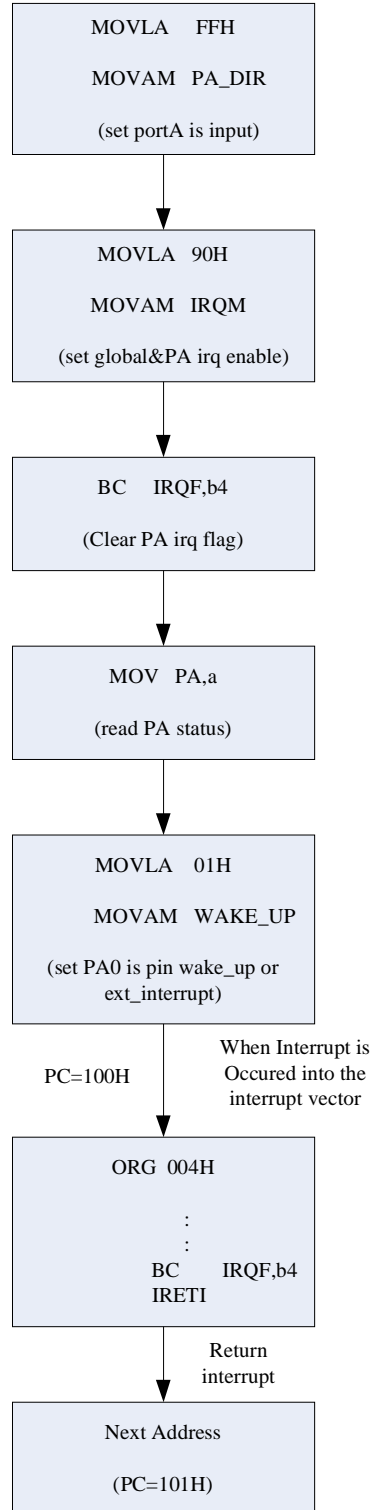 MOVLA FFH
MOVAM PA_DIR
(set portA is input)
MOVLA 90H
MOVAM IRQM
(set global&PA irq enable)
BC IRQF,b4
(Clear PA irq flag)
MOV PA,a
(read PA status)
MOVLA 01H
MOVAM WAKE_UP
(set PA0 is pin wake_up or
ext_interrupt)
PC=100H
When Interrupt is
Occured into the
interrupt vector
ORG 004H
:
:
BC IRQF,b4
IRETI
Return
interrupt
Next Address
(PC=101H)